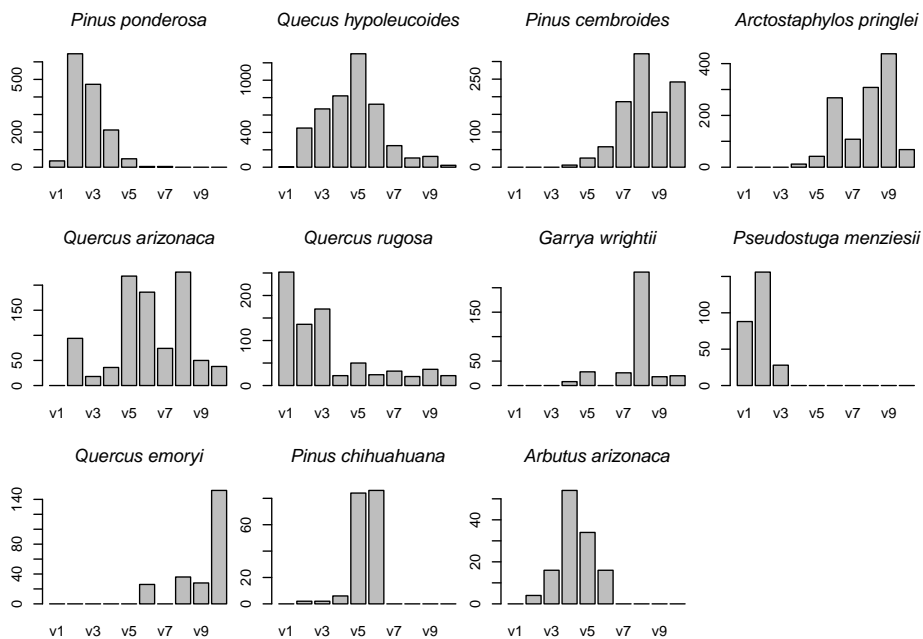 Pinus ponderosa
0 200 500
v1 v3 v5 v7 v9
Quecus hypoleucoides
0 400 1000
v1 v3 v5 v7 v9
Pinus cembroides
0 100 250
v1 v3 v5 v7 v9
Arctostaphylos pringlei
0 200 400
v1 v3 v5 v7 v9
Quercus arizonaca
0 50 150
v1 v3 v5 v7 v9
Quercus rugosa
0 100 200
v1 v3 v5 v7 v9
Garrya wrightii
0 50 150
v1 v3 v5 v7 v9
Pseudostuga menziesii
0 50 100
v1 v3 v5 v7 v9
Quercus emoryi
0 40 80 140
v1 v3 v5 v7 v9
Pinus chihuahuana
0 20 60
v1 v3 v5 v7 v9
Arbutus arizonaca
0 20 40
v1 v3 v5 v7 v9